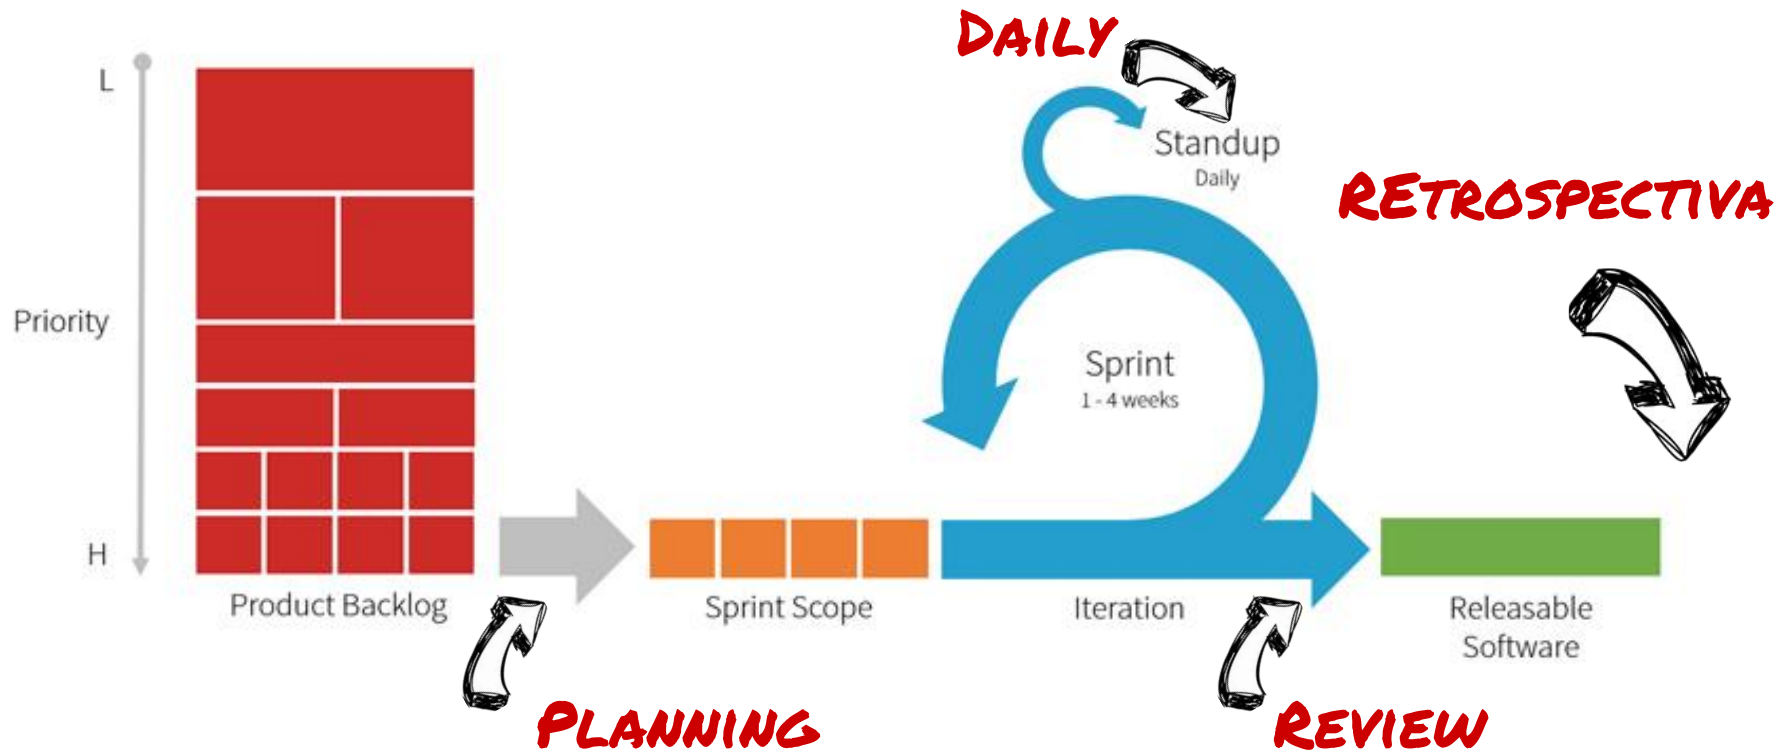 DAILY
L
Standup
Daily
REtrospectiva
Priority
Sprint
1 - 4 weeks
H
Product Backlog
Sprint Scope
Iteration
Releasable
Software
PLANNING
REVIEW